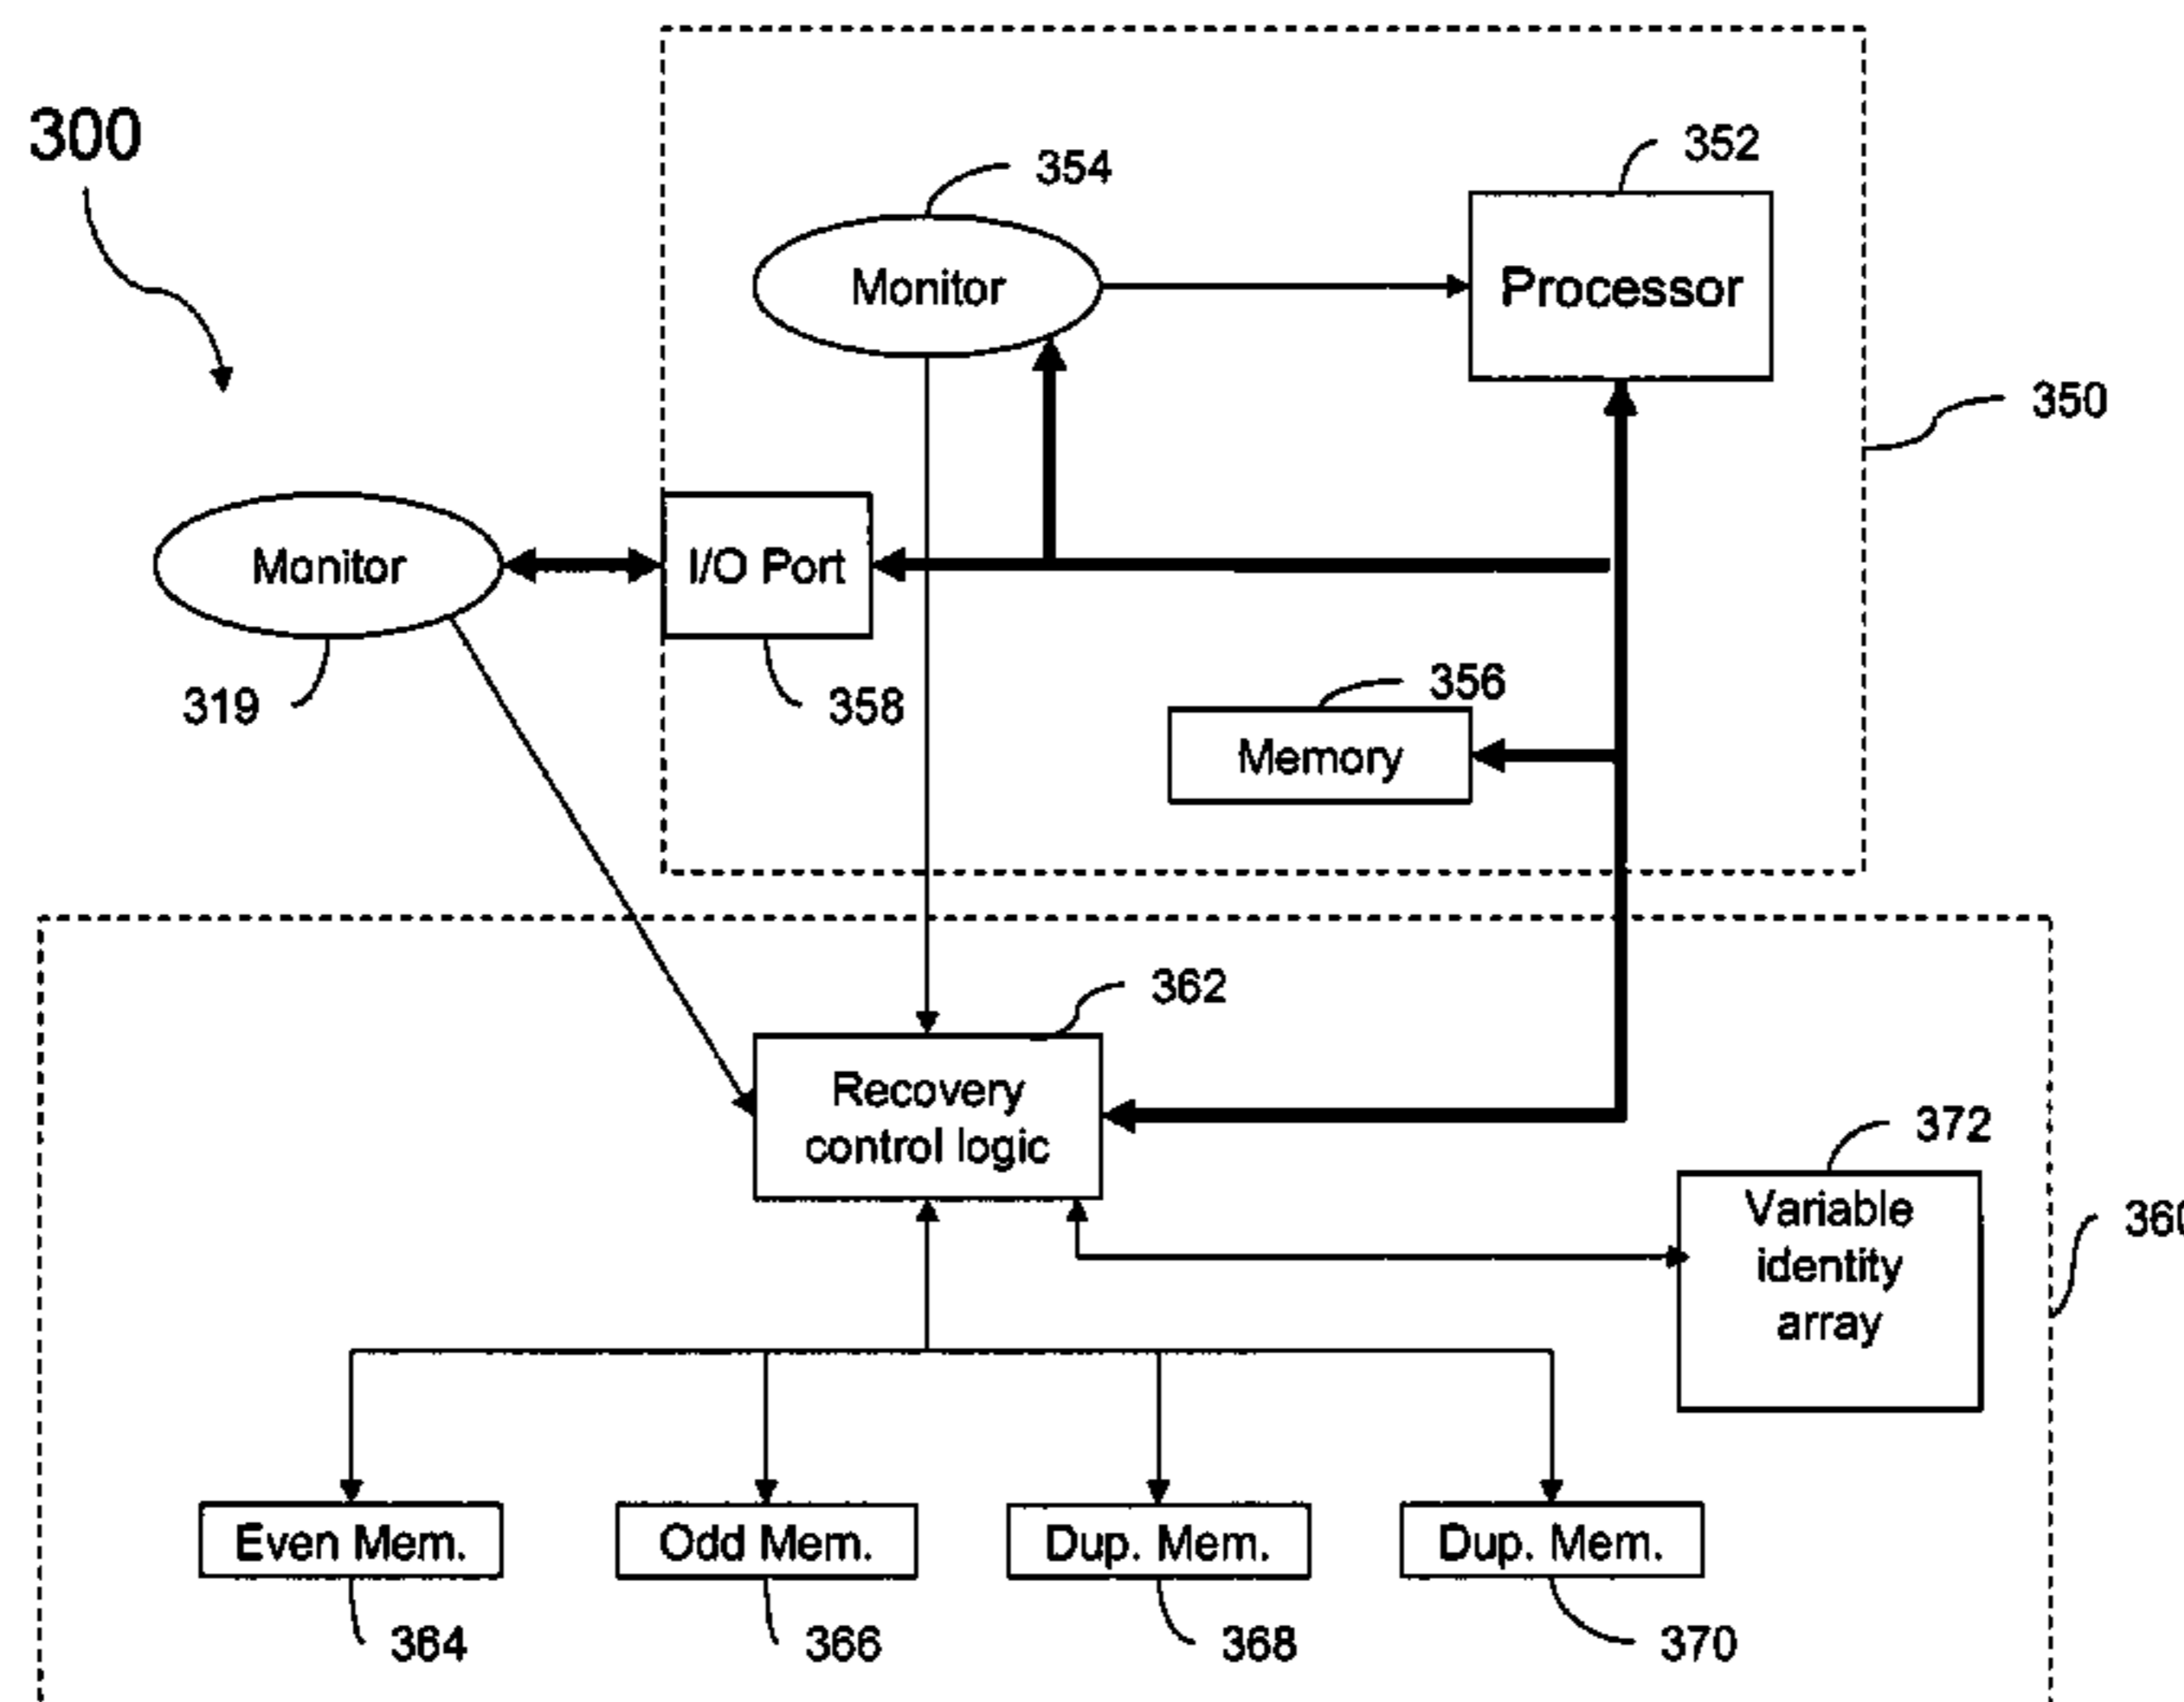 300
354
352
Monitor
Processor
350
Monitor
I/O Port
319
358
356
Memory
362
Recovery
control logic
372
Variable
identity
array
Even Mem.
Odd Mem.
Dup. Mem.
Dup. Mem.
364
366
368
370